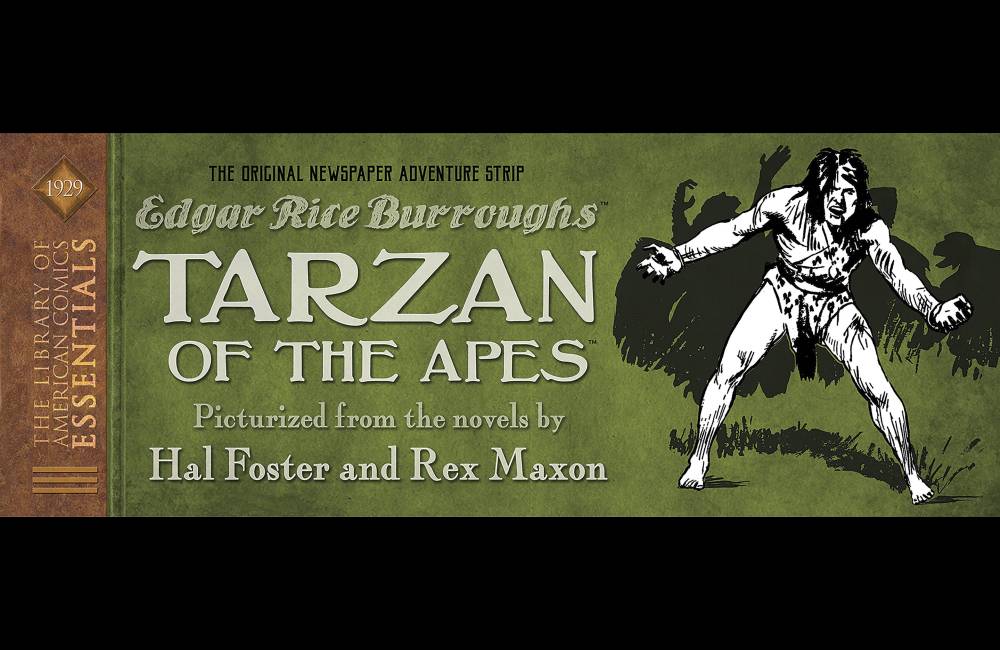 1929
THE LIBRARY OF
AMERICAN COMICS
ESSENTIALS
THE ORIGINAL NEWSPAPER ADVENTURE STRIP
Edgar Rice Burroughs™
TARZAN
OF THE APES™
Picturized from the novels by
Hal Foster and Rex Maxon